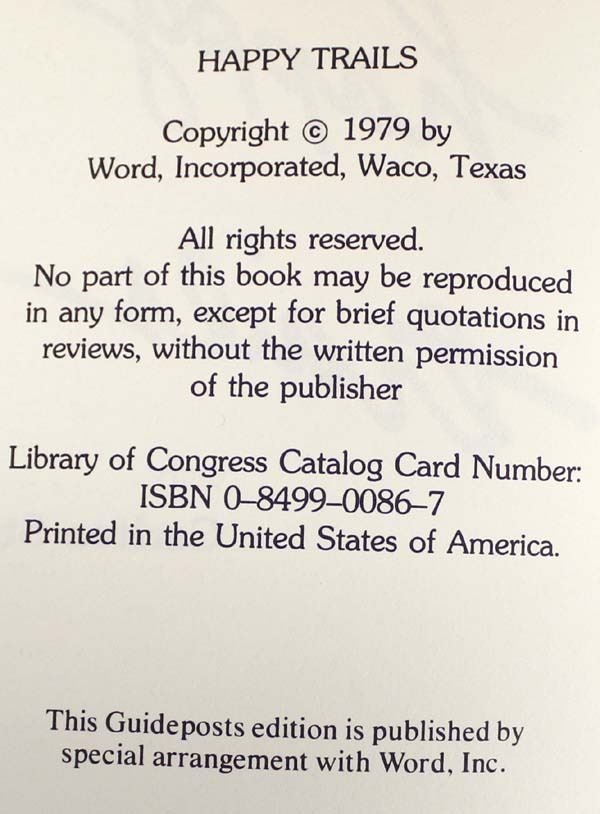 HAPPY TRAILS
Copyright © 1979 by
Word, Incorporated, Waco, Texas
All rights reserved.
No part of this book may be reproduced
in any form, except for brief quotations in
reviews, without the written permission
of the publisher
Library of Congress Catalog Card Number:
ISBN 0–8499–0086–7
Printed in the United States of America.
This Guideposts edition is published by
special arrangement with Word, Inc.